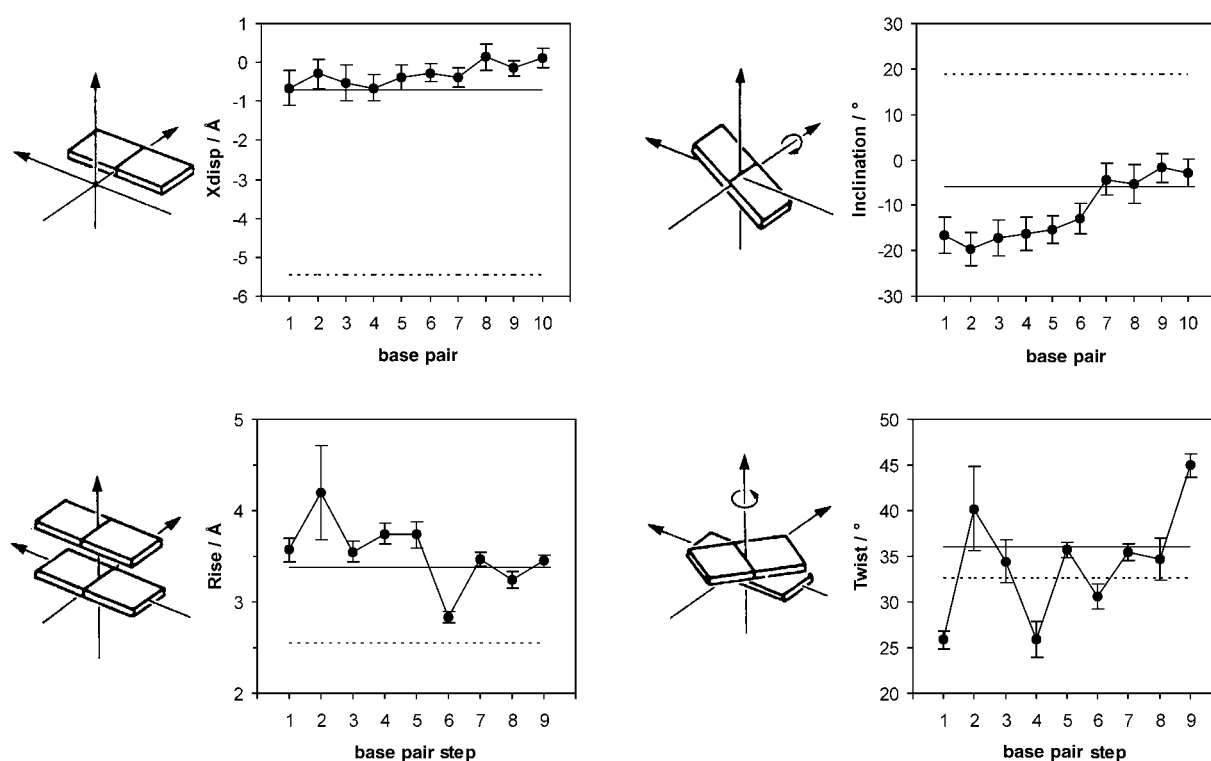 1
0
-1
-2
-3
-4
-5
-6
Xdisp / Å
1 2 3 4 5 6 7 8 9 10
base pair
30
20
10
0
-10
-20
-30
Inclination / °
1 2 3 4 5 6 7 8 9 10
base pair
5
4
3
2
Rise / Å
1 2 3 4 5 6 7 8 9
base pair step
50
45
40
35
30
25
20
Twist / °
1 2 3 4 5 6 7 8 9
base pair step